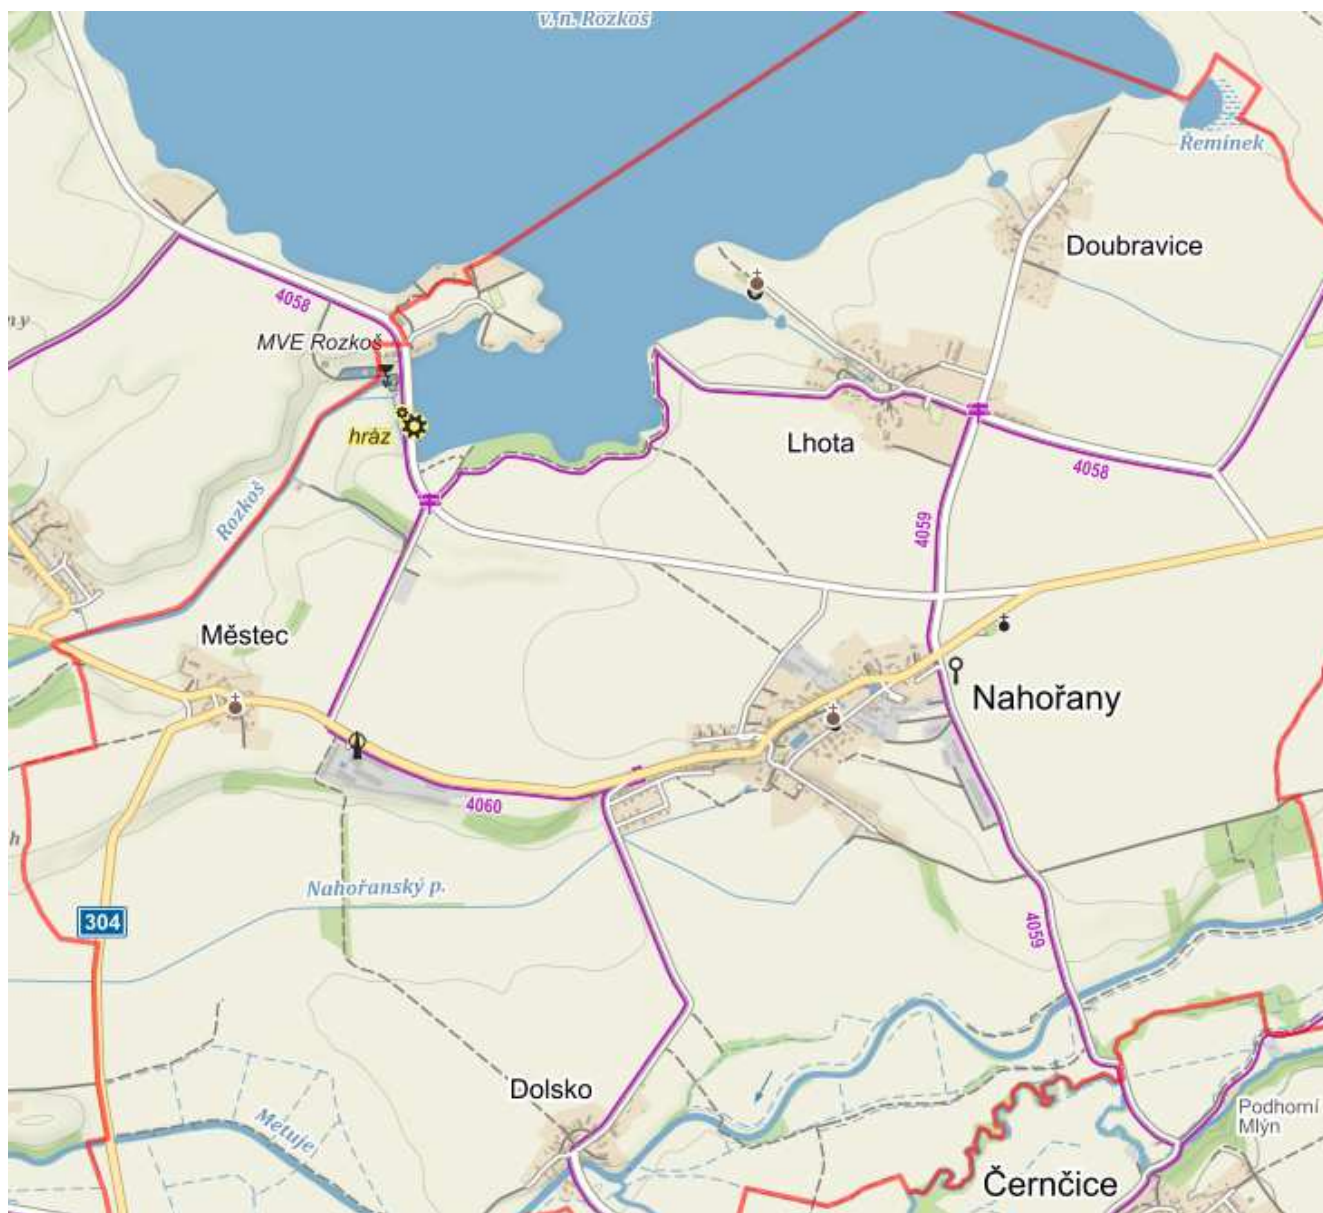 v. n. Rozkoš
Řemínek
Doubravice
4058
ny
MVE Rozkoš
hráz
Lhota
4058
4059
Rozkoš
Městec
Nahořany
4060
h
Nahořanský p.
304
4059
Dolsko
Metuje
Podhorní
Mlýn
Černčice